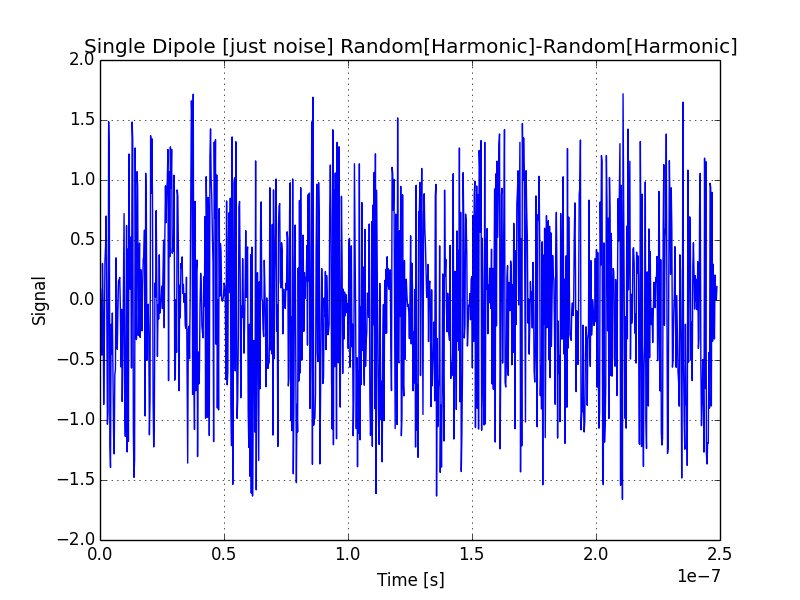 Single Dipole [just noise] Random[Harmonic]-Random[Harmonic]
2.0
1.5
1.0
0.5
0.0
−0.5
−1.0
−1.5
−2.0
Signal
0.0 0.5 1.0 1.5 2.0 2.5
1e−7
Time [s]